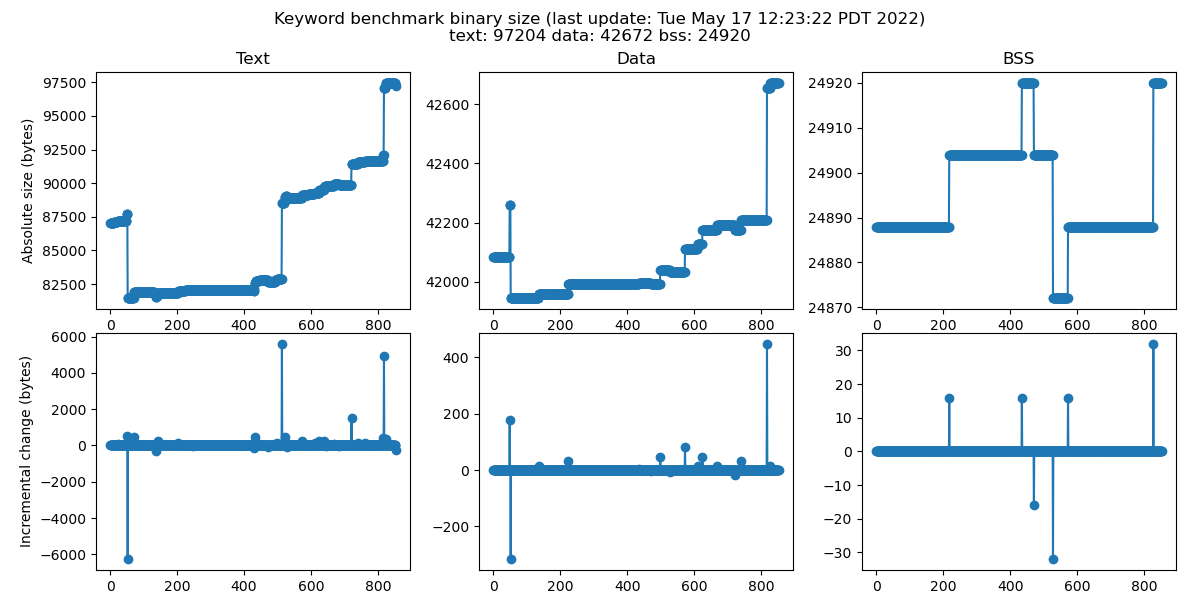 Keyword benchmark binary size (last update: Tue May 17 12:23:22 PDT 2022)
text: 97204 data: 42672 bss: 24920
Text
Data
BSS
Absolute size (bytes)
97500
95000
92500
90000
87500
85000
82500
0 200 400 600 800
42600
42400
42200
42000
0 200 400 600 800
24920
24910
24900
24890
24880
24870
0 200 400 600 800
Incremental change (bytes)
6000
4000
2000
0
−2000
−4000
−6000
0 200 400 600 800
400
200
0
−200
0 200 400 600 800
30
20
10
0
−10
−20
−30
0 200 400 600 800